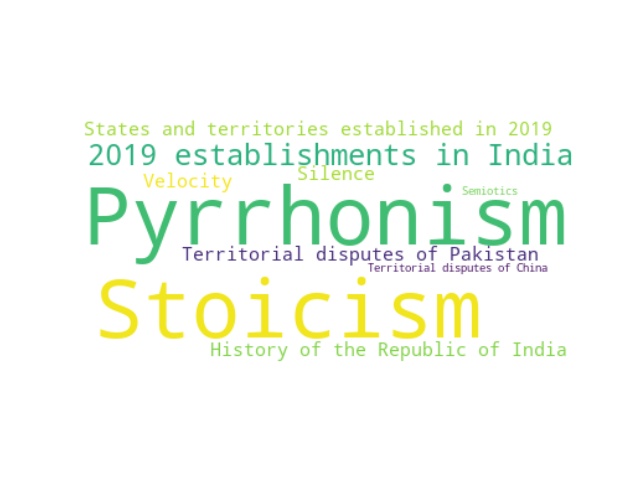 States and territories established in 2019
2019 establishments in India
Silence
Velocity
Semiotics
Pyrrhonism
Territorial disputes of Pakistan
Territorial disputes of China
Stoicism
History of the Republic of India